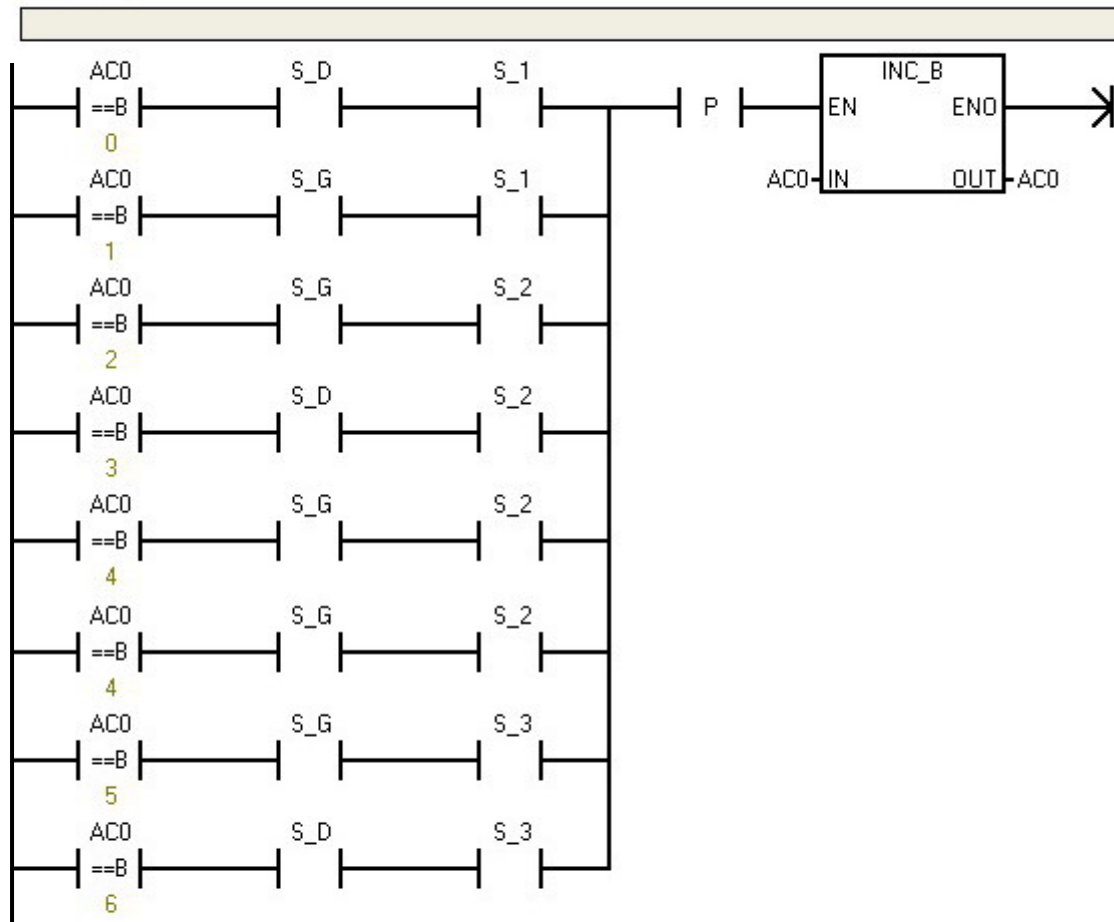 AC0 S_D S_1 INC_B
==B P EN ENO
0
AC0 IN OUT AC0
AC0 S_G S_1
==B
1
AC0 S_G S_2
==B
2
AC0 S_D S_2
==B
3
AC0 S_G S_2
==B
4
AC0 S_G S_2
==B
4
AC0 S_G S_3
==B
5
AC0 S_D S_3
==B
6